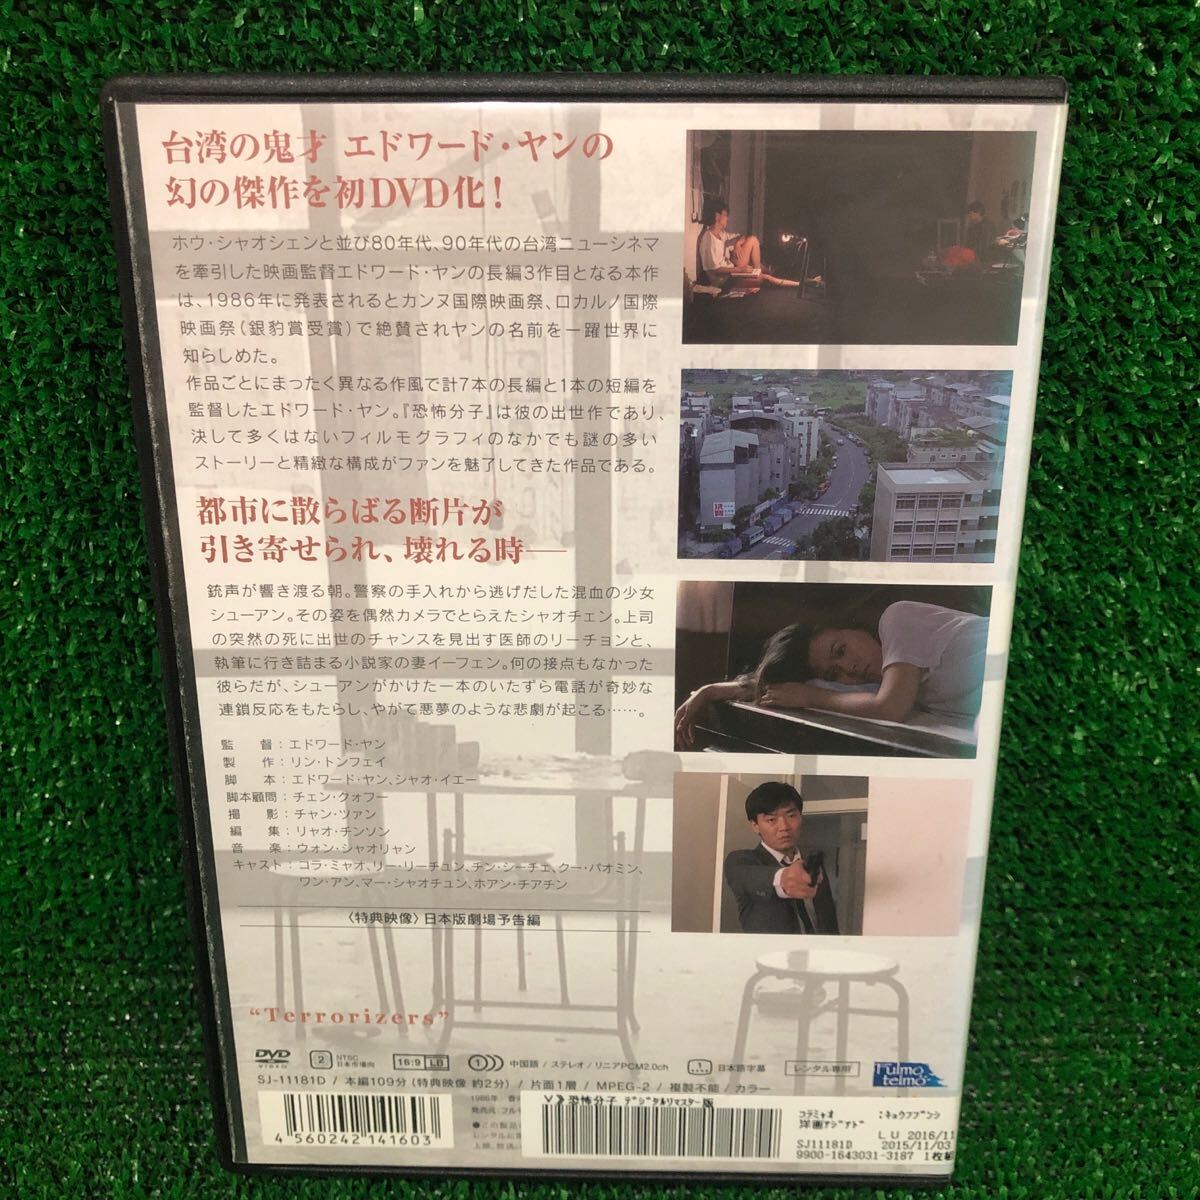 台湾の鬼才 エドワード・ヤンの
幻の傑作を初DVD化!
ホウ・シャオシェンと並び80年代、90年代の台湾ニューシネマ
を牽引した映画監督エドワード・ヤンの長編3作目となる本作
は、1986年に発表されるとカンヌ国際映画祭、ロカルノ国際
映画祭(銀豹賞受賞)で絶賛されヤンの名前を一躍世界に
知らしめた。
作品ごとにまったく異なる作風で計7本の長編と1本の短編を
監督したエドワード・ヤン。『恐怖分子』は彼の出世作であり、
決して多くはないフィルモグラフィのなかでも謎の多い
ストーリーと精緻な構成がファンを魅了してきた作品である。
都市に散らばる断片が
引き寄せられ、壊れる時──
銃声が響き渡る朝。警察の手入れから逃げだした混血の少女
シューアン。その姿を偶然カメラでとらえたシャオチェン。上司
の突然の死に出世のチャンスを見出す医師のリーチョンと、
執筆に行き詰まる小説家の妻イーフェン。何の接点もなかった
彼らだが、シューアンがかけた一本のいたずら電話が奇妙な
連鎖反応をもたらし、やがて悪夢のような悲劇が起こる……。
監 督:エドワード・ヤン
製 作:リン・トンフェイ
脚 本:エドワード・ヤン、シャオ・イエー
脚本顧問:チェン・クォフー
撮 影:チャン・ツァン
編 集:リャオ・チンソン
音 楽:ウォン・シャオリャン
キャスト:コラ・ミャオ、リー・リーチュン、チン・シーチェ、クー・パオミン、
ワン・アン、マー・シャオチュン、ホアン・チアチン
〈特典映像〉日本版劇場予告編
"Terrorizers"
DVD VIDEO
2 NTSC 日本市場向
16:9 LB
1 中国語/ステレオ/リニアPCM2.0ch
1 日本語字幕
レンタル専用
fulmo telmo
SJ-11181D/本編109分(特典映像 約2分)/片面1層/MPEG-2/複製不能/カラー
4 560242 141603
V》恐怖分子 デジタルリマスター版
コラミャオ
洋画アジアド
SJ11181D
LU 2016/11
2015/11/03
9900-1643031-3187 1枚組